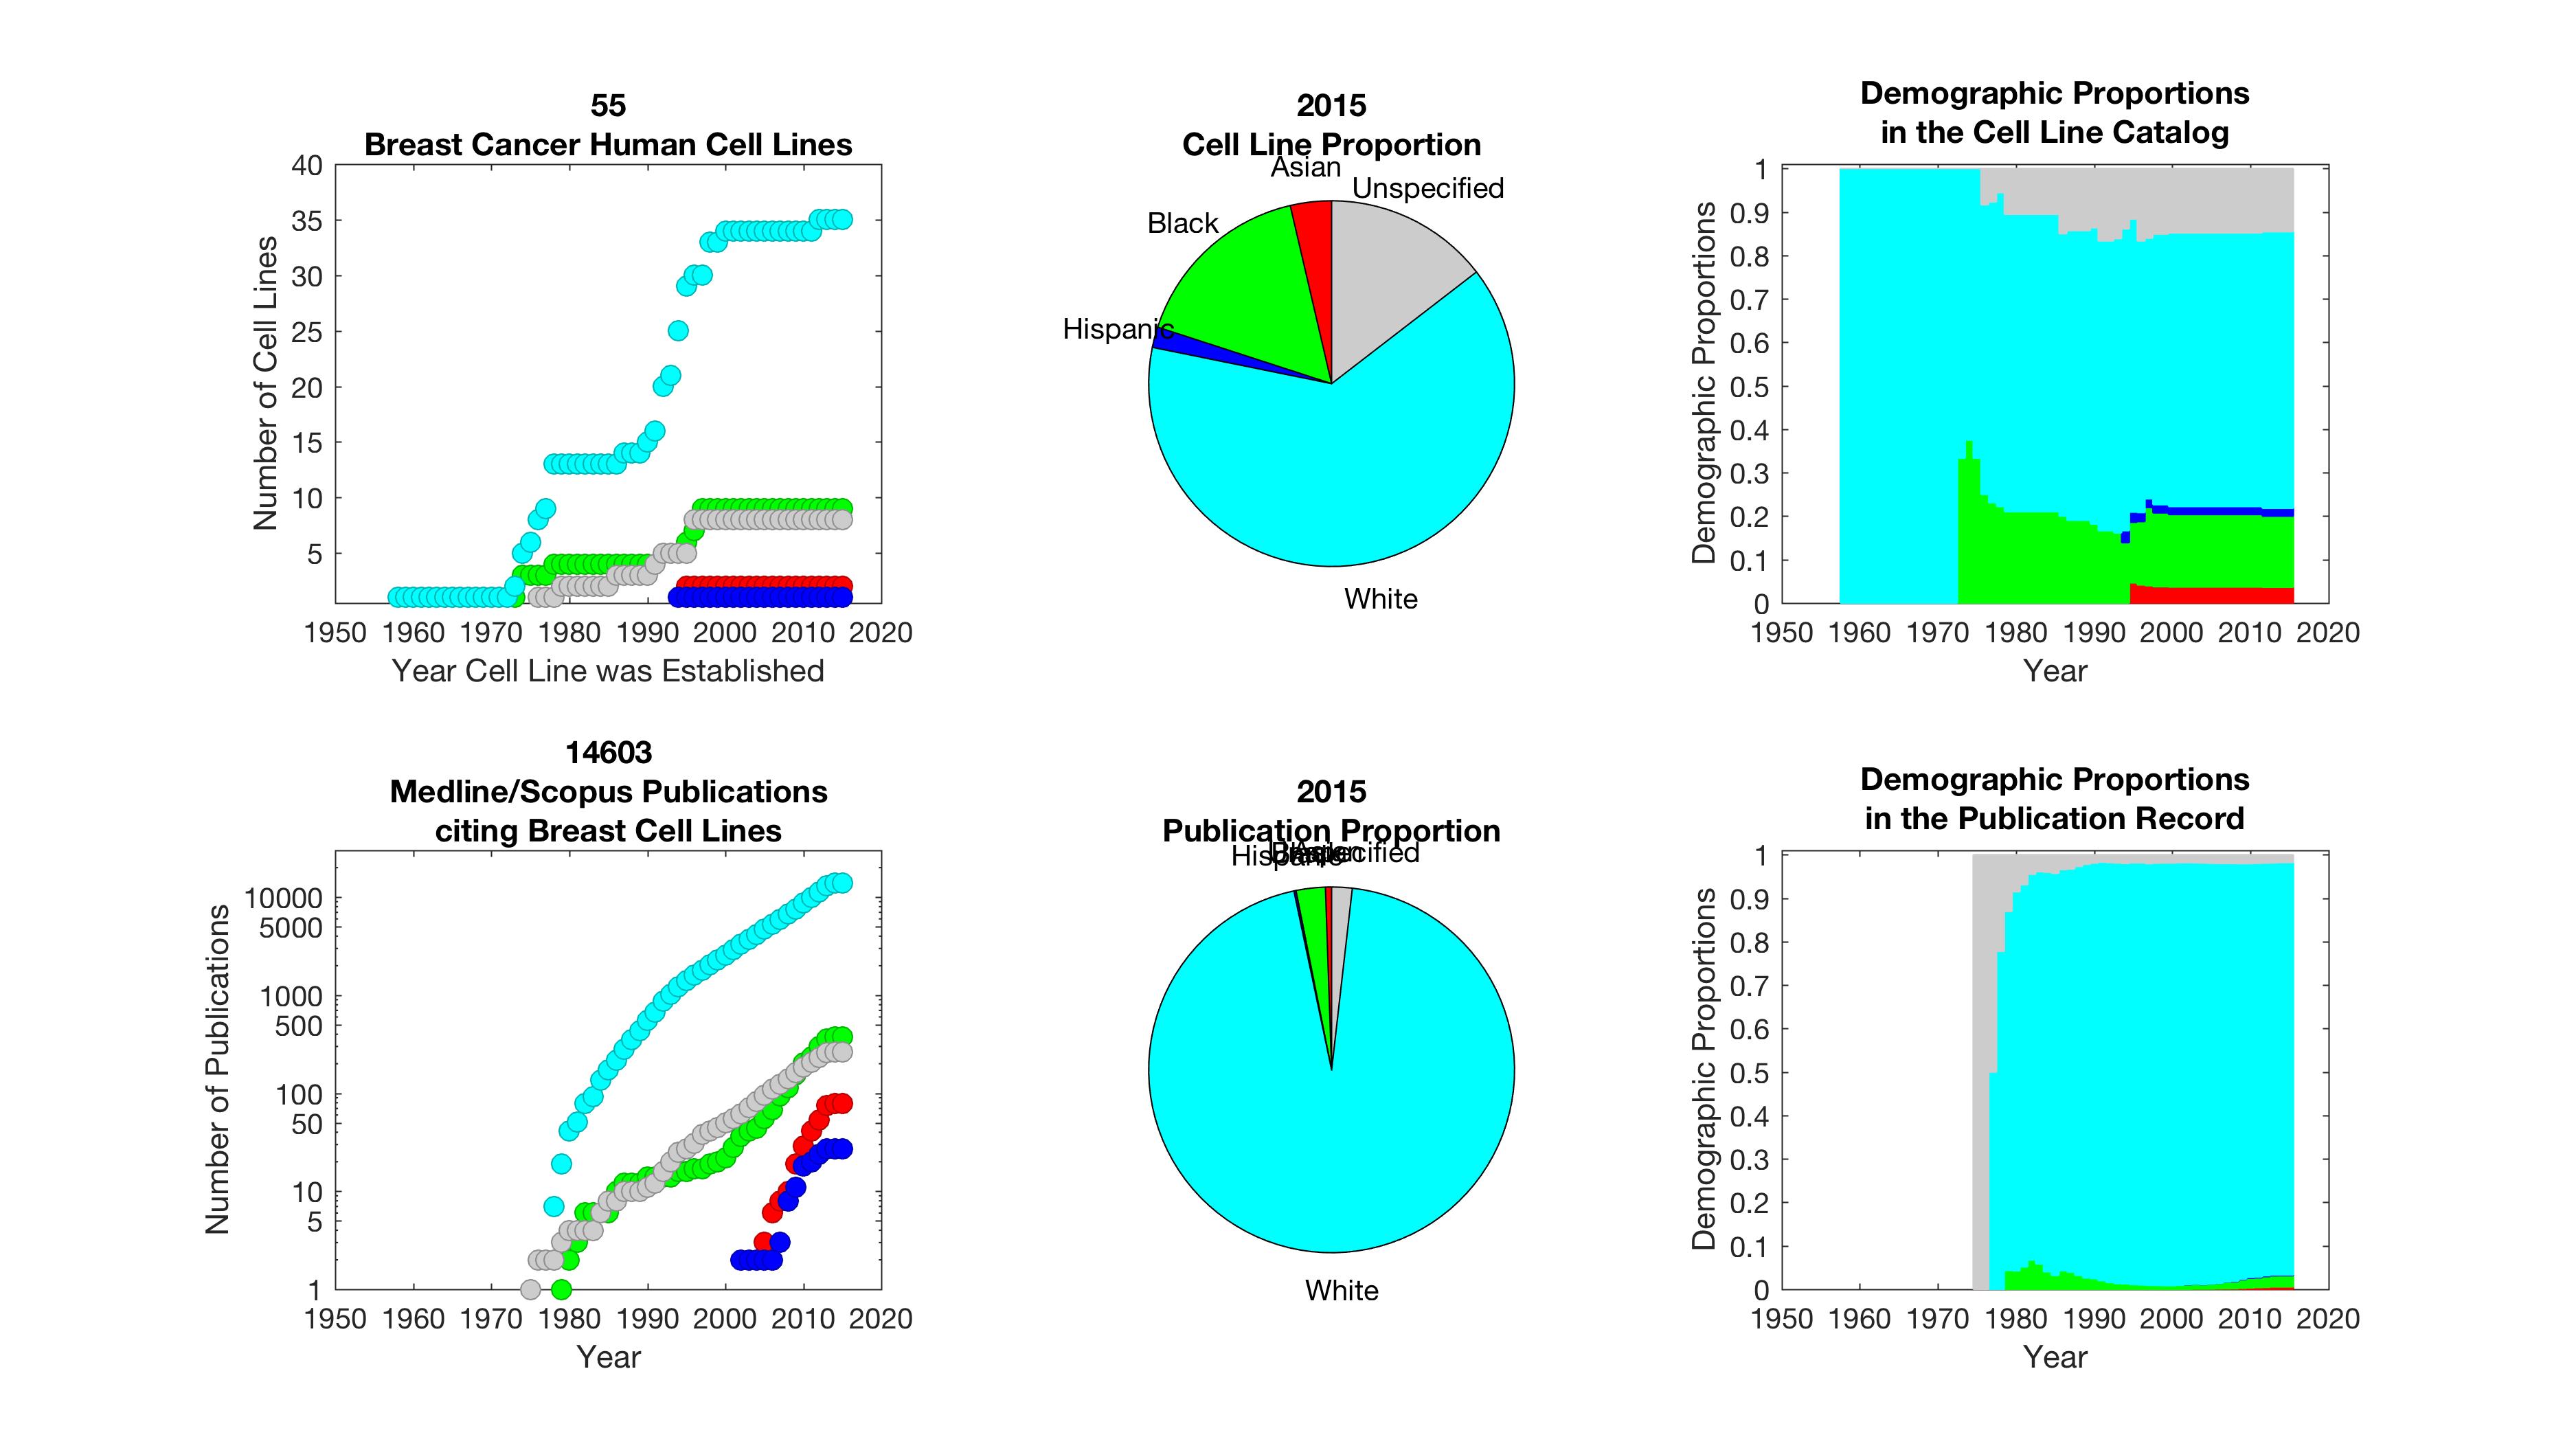 55
Breast Cancer Human Cell Lines
40
35
30
25
20
15
10
5
Number of Cell Lines
1950 1960 1970 1980 1990 2000 2010 2020
Year Cell Line was Established
2015
Cell Line Proportion
Asian
Unspecified
Black
Hispanic
White
Demographic Proportions
in the Cell Line Catalog
1
0.9
0.8
0.7
0.6
0.5
0.4
0.3
0.2
0.1
0
Demographic Proportions
1950 1960 1970 1980 1990 2000 2010 2020
Year
14603
Medline/Scopus Publications
citing Breast Cell Lines
10000
5000
1000
500
100
50
10
5
1
Number of Publications
1950 1960 1970 1980 1990 2000 2010 2020
Year
2015
Publication Proportion
White
Demographic Proportions
in the Publication Record
1
0.9
0.8
0.7
0.6
0.5
0.4
0.3
0.2
0.1
0
Demographic Proportions
1950 1960 1970 1980 1990 2000 2010 2020
Year